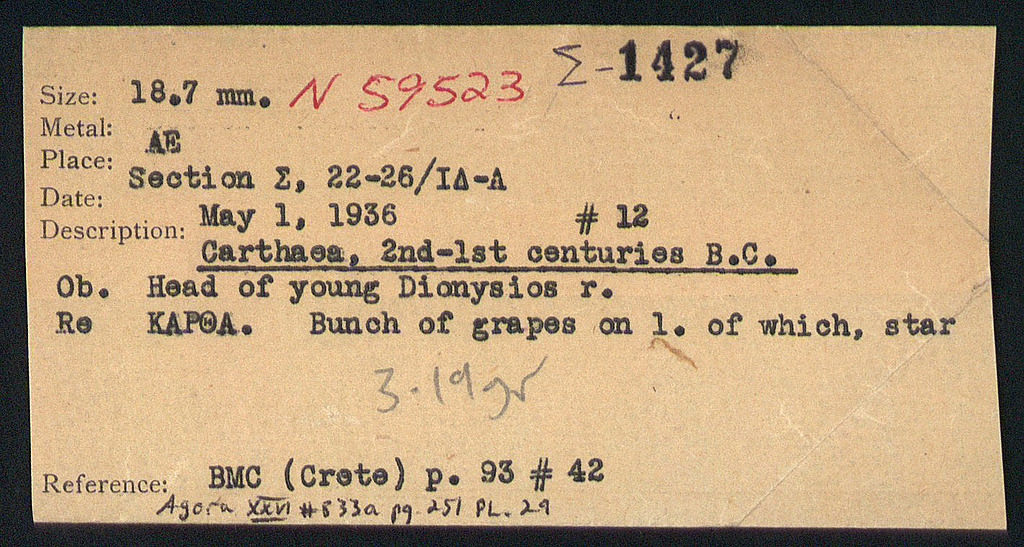 Σ-1427
Size: 18.7 mm. N 59523
Metal: AE
Place: Section Σ, 22-26/ΙΔ-Α
Date: May 1, 1936 # 12
Description: Carthaea, 2nd-1st centuries B.C.
Ob. Head of young Dionysios r.
Re ΚΑΡΘΑ. Bunch of grapes on l. of which, star
3.19gr
Reference: BMC (Crete) p. 93 # 42
Agora XXVI #833a pg. 251 PL. 29